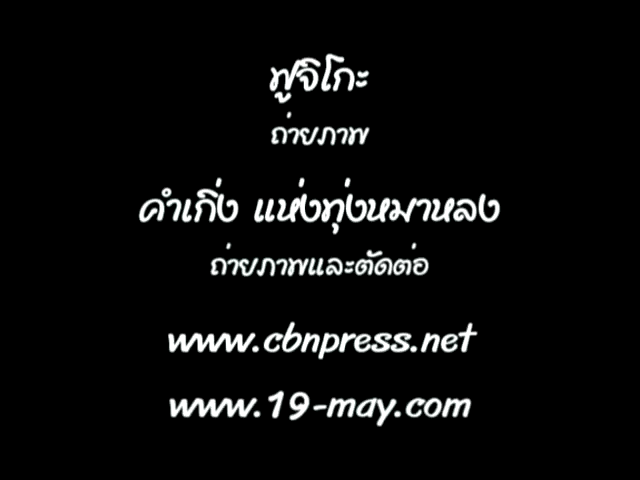 ฟูจิโกะ
ถ่ายภาพ
คำเกิ่ง แห่งทุ่งหมาหลง
ถ่ายภาพและตัดต่อ
www.cbnpress.net
www.19-may.com